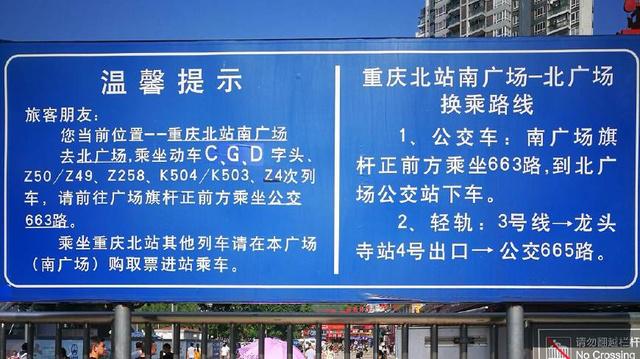 温馨提示
旅客朋友：
您当前位置--重庆北站南广场
去北广场,乘坐动车C、G、D字头、
Z50/Z49、Z258、K504/K503、Z4次列
车，请前往广场旗杆正前方乘坐公交
663路。
乘坐重庆北站其他列车请在本广场
（南广场）购取票进站乘车。
重庆北站南广场—北广场
换乘路线
1、公交车：南广场旗
杆正前方乘坐663路,到北广
场公交站下车。
2、轻轨：3号线→龙头
寺站4号出口→公交665路。
请勿翻越栏杆
No Crossing